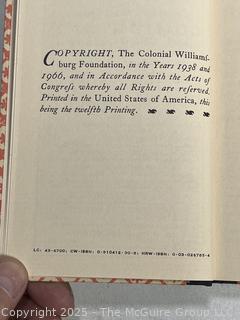 COPYRIGHT, The Colonial Williamſ-
burg Foundation, in the Years 1938 and
1966, and in Accordance with the Acts of
Congreſs whereby all Rights are reſerved.
Printed in the United States of America, this
being the twelfth Printing.
LC: 43-4700; CW-ISBN: 0-910412-30-8; HRW-ISBN: 0-03-026785-4
Copyright 2025 - The McGuire Group LLC